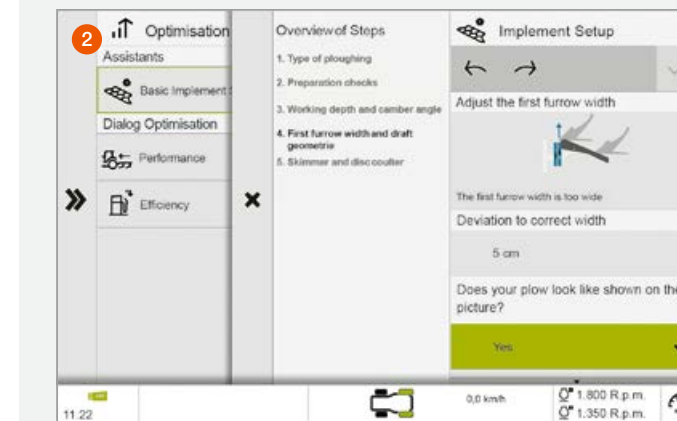 2
Optimisation
Assistants
Basic Implement
Dialog Optimisation
Performance
Efficiency
Overview of Steps
1. Type of ploughing
2. Preparation checks
3. Working depth and camber angle
4. First furrow width and draft
geometrie
5. Skimmer and disc coulter
Implement Setup
Adjust the first furrow width
The first furrow width is too wide
Deviation to correct width
5 cm
Does your plow look like shown on the
picture?
Yes
11.22
0,0 km/h
1.800 R.p.m.
1.350 R.p.m.